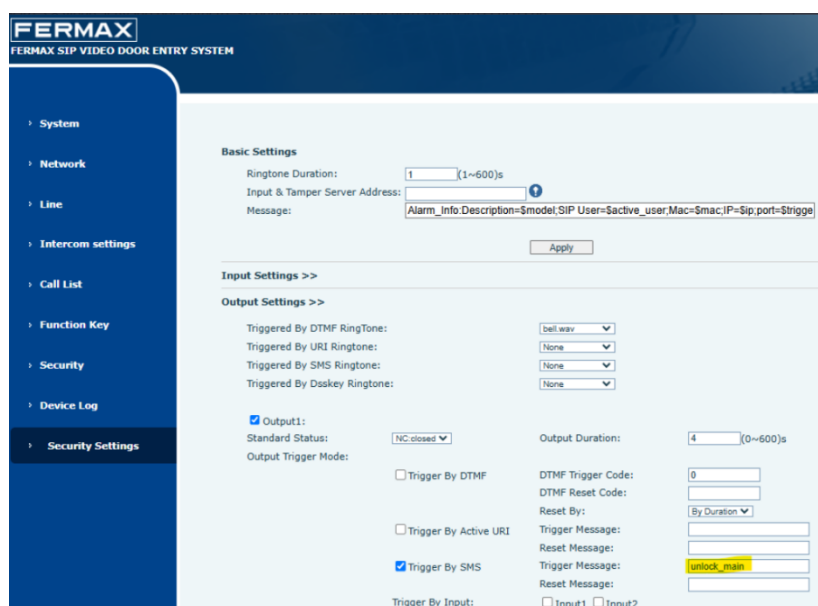 FERMAX
FERMAX SIP VIDEO DOOR ENTRY SYSTEM
› System
› Network
› Line
› Intercom settings
› Call List
› Function Key
› Security
› Device Log
› Security Settings
Basic Settings
Ringtone Duration: 1 (1~600)s
Input & Tamper Server Address:
Message: Alarm_Info:Description=$model;SIP User=$active_user;Mac=$mac;IP=$ip;port=$trigge
Apply
Input Settings >>
Output Settings >>
Triggered By DTMF RingTone: bell.wav
Triggered By URI Ringtone: None
Triggered By SMS Ringtone: None
Triggered By Dsskey Ringtone: None
Output1:
Standard Status: NC:closed Output Duration: 4 (0~600)s
Output Trigger Mode:
Trigger By DTMF DTMF Trigger Code: 0
DTMF Reset Code:
Reset By: By Duration
Trigger By Active URI Trigger Message:
Reset Message:
Trigger By SMS Trigger Message: unlock_main
Reset Message:
Trigger By Input: Input1 Input2